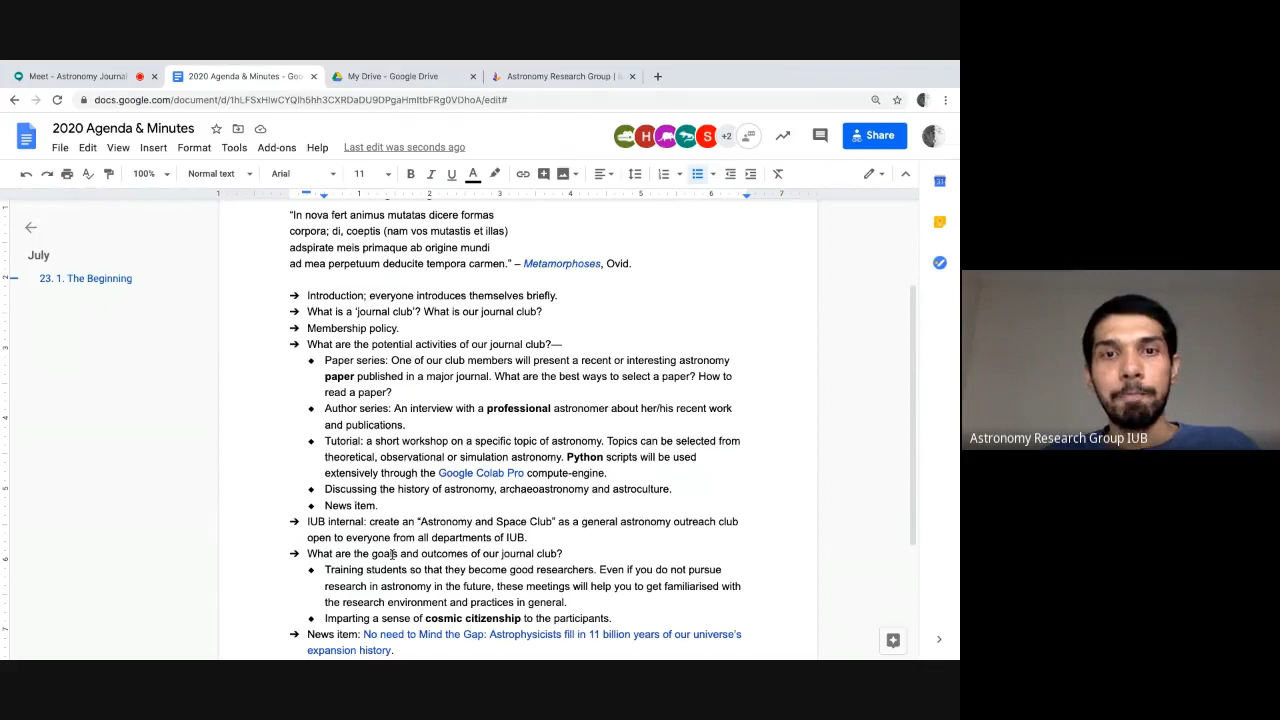 Meet - Astronomy Journal
2020 Agenda & Minutes - Goo
My Drive - Google Drive
Astronomy Research Group |
docs.google.com/document/d/1hLFSxHIwCYQlh5hh3CXRDaDU9DPgaHmItbFRg0VDhoA/edit#
2020 Agenda & Minutes
+2
Share
File Edit View Insert Format Tools Add-ons Help Last edit was seconds ago
100% Normal text Arial 11 B I U A
1 1 2 3 4 5 6 7
July
23. 1. The Beginning
“In nova fert animus mutatas dicere formas
corpora; di, coeptis (nam vos mutastis et illas)
adspirate meis primaque ab origine mundi
ad mea perpetuum deducite tempora carmen.” – Metamorphoses, Ovid.
➔ Introduction; everyone introduces themselves briefly.
➔ What is a ‘journal club’? What is our journal club?
➔ Membership policy.
➔ What are the potential activities of our journal club?—
◆ Paper series: One of our club members will present a recent or interesting astronomy
paper published in a major journal. What are the best ways to select a paper? How to
read a paper?
◆ Author series: An interview with a professional astronomer about her/his recent work
and publications.
◆ Tutorial: a short workshop on a specific topic of astronomy. Topics can be selected from
theoretical, observational or simulation astronomy. Python scripts will be used
extensively through the Google Colab Pro compute-engine.
◆ Discussing the history of astronomy, archaeoastronomy and astroculture.
◆ News item.
➔ IUB internal: create an “Astronomy and Space Club” as a general astronomy outreach club
open to everyone from all departments of IUB.
➔ What are the goals and outcomes of our journal club?
◆ Training students so that they become good researchers. Even if you do not pursue
research in astronomy in the future, these meetings will help you to get familiarised with
the research environment and practices in general.
◆ Imparting a sense of cosmic citizenship to the participants.
➔ News item: No need to Mind the Gap: Astrophysicists fill in 11 billion years of our universe’s
expansion history.
Astronomy Research Group IUB